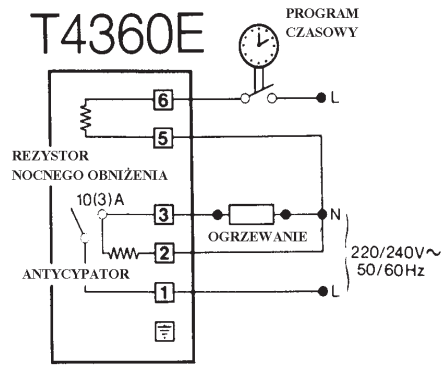 T4360E
PROGRAM
CZASOWY
6
L
5
REZYSTOR
NOCNEGO OBNIŻENIA
10(3)A
3
N
OGRZEWANIE
2
220/240V~
50/60Hz
ANTYCYPATOR
1
L